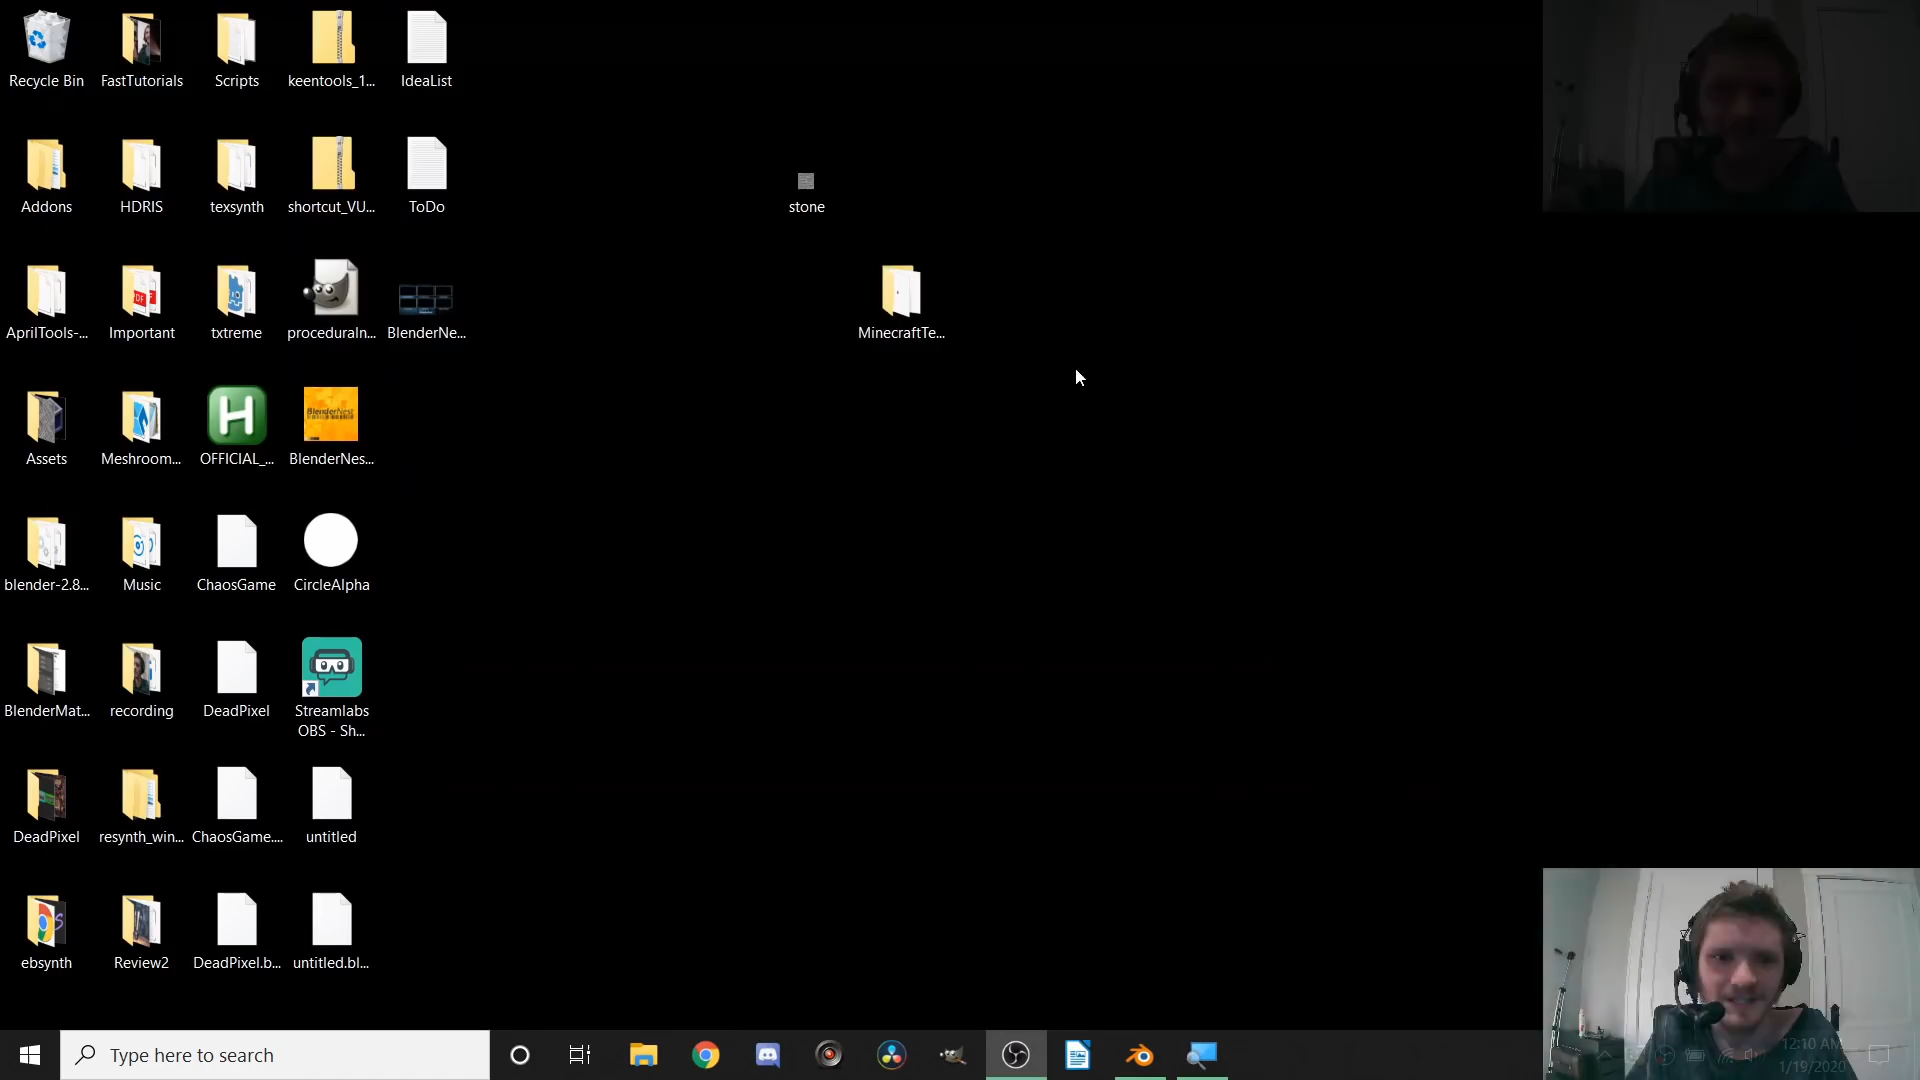 Recycle Bin
FastTutorials
Scripts
keentools_1...
IdeaList
Addons
HDRIS
texsynth
shortcut_VU...
ToDo
stone
AprilTools-...
Important
txtreme
proceduraln...
BlenderNe...
MinecraftTe...
Assets
Meshroom...
OFFICIAL_...
BlenderNes...
blender-2.8...
Music
ChaosGame
CircleAlpha
BlenderMat...
recording
DeadPixel
Streamlabs
OBS - Sh...
DeadPixel
resynth_win...
ChaosGame....
untitled
ebsynth
Review2
DeadPixel.b...
untitled.bl...
Type here to search
12:10 AM
1/19/2020